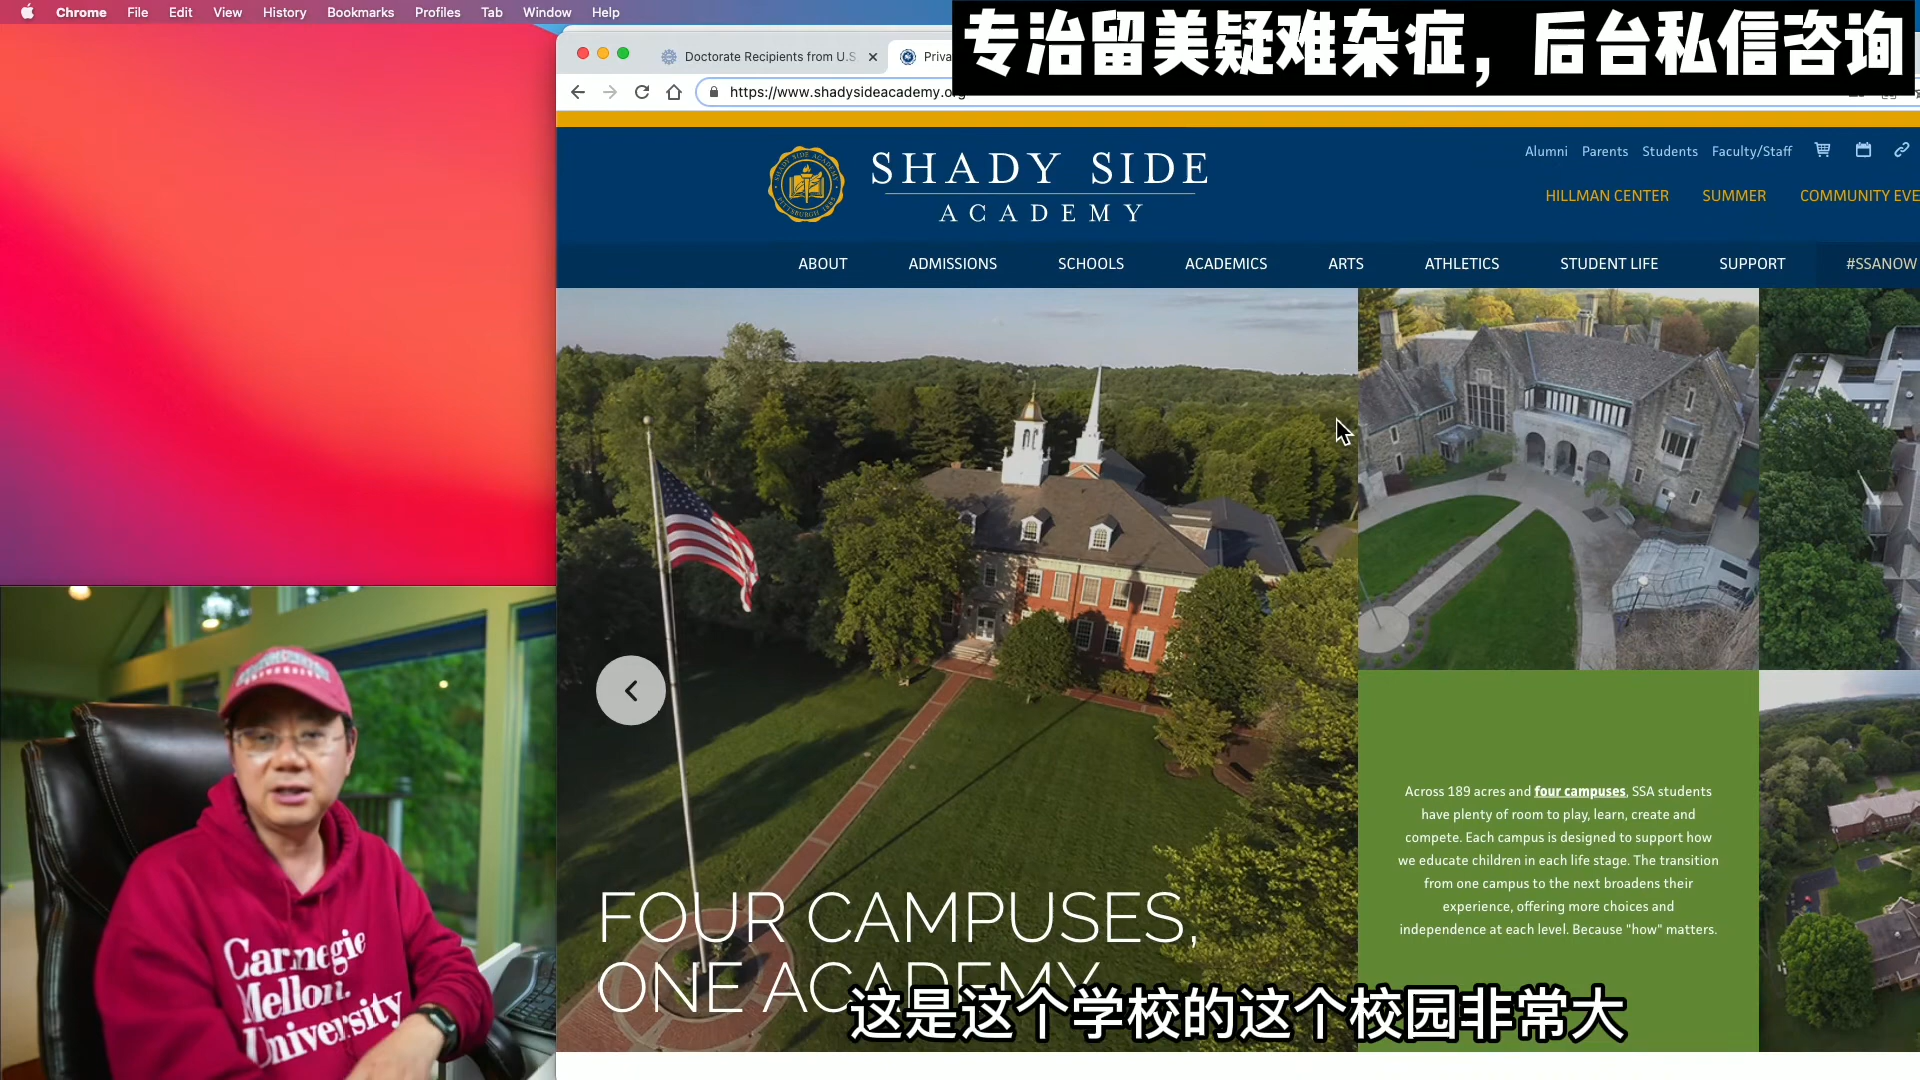 Chrome File Edit View History Bookmarks Profiles Tab Window Help
专治留美疑难杂症，后台私信咨询
Doctorate Recipients from U.S
Priva
https://www.shadysideacademy.org
Alumni Parents Students Faculty/Staff
SHADY SIDE
ACADEMY
HILLMAN CENTER SUMMER COMMUNITY EVE
ABOUT ADMISSIONS SCHOOLS ACADEMICS ARTS ATHLETICS STUDENT LIFE SUPPORT #SSANOW
Across 189 acres and four campuses, SSA students
have plenty of room to play, learn, create and
compete. Each campus is designed to support how
we educate children in each life stage. The transition
from one campus to the next broadens their
experience, offering more choices and
independence at each level. Because "how" matters.
FOUR CAMPUSES,
ONE ACADEMY
这是这个学校的这个校园非常大
Carnegie
Mellon
University